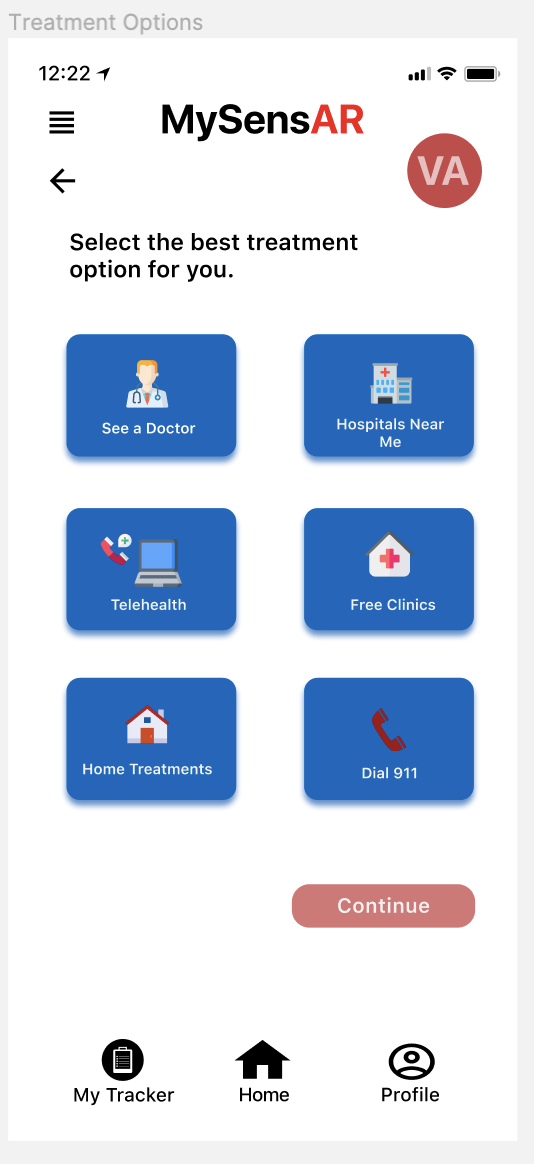 Treatment Options
12:22
MySensAR
VA
Select the best treatment
option for you.
See a Doctor
Hospitals Near
Me
Telehealth
Free Clinics
Home Treatments
Dial 911
Continue
My Tracker
Home
Profile